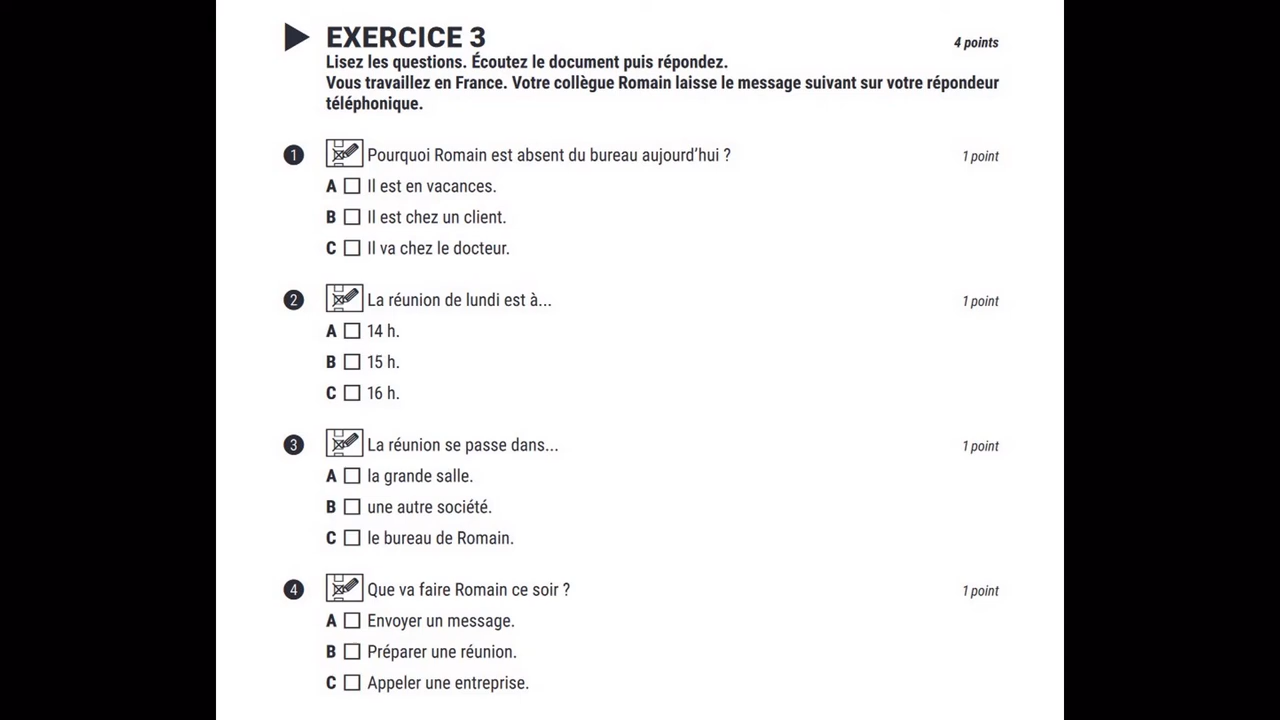 EXERCICE 3
4 points
Lisez les questions. Écoutez le document puis répondez.
Vous travaillez en France. Votre collègue Romain laisse le message suivant sur votre répondeur
téléphonique.
1 Pourquoi Romain est absent du bureau aujourd'hui ? 1 point
A Il est en vacances.
B Il est chez un client.
C Il va chez le docteur.
2 La réunion de lundi est à... 1 point
A 14 h.
B 15 h.
C 16 h.
3 La réunion se passe dans... 1 point
A la grande salle.
B une autre société.
C le bureau de Romain.
4 Que va faire Romain ce soir ? 1 point
A Envoyer un message.
B Préparer une réunion.
C Appeler une entreprise.